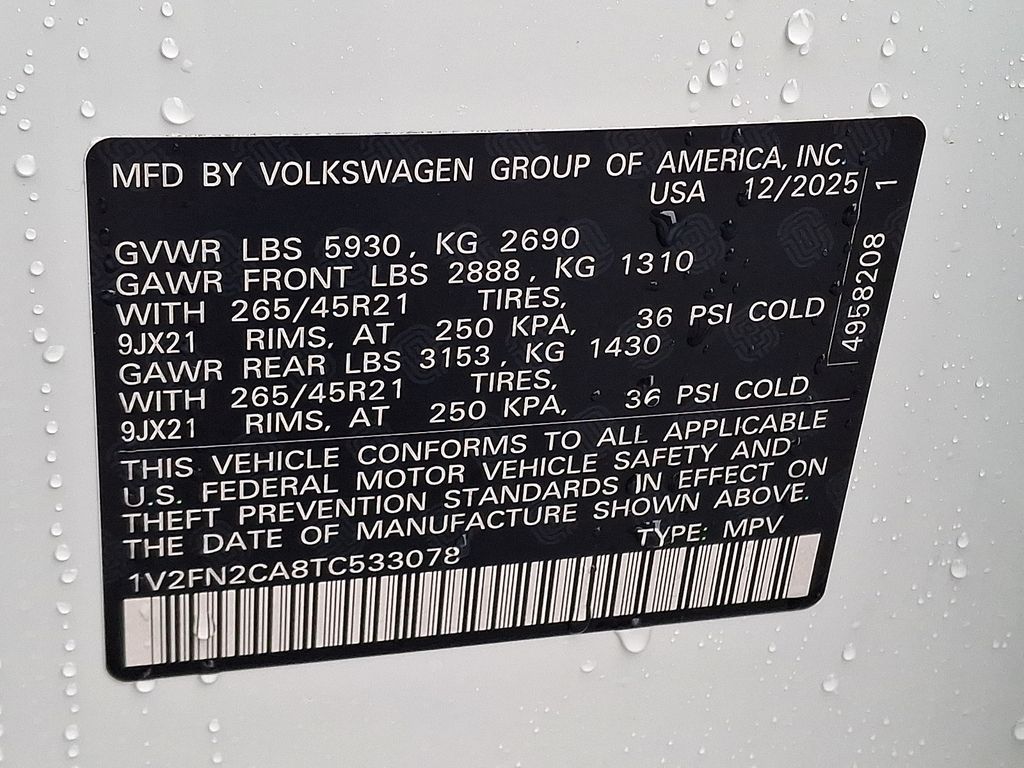 MFD BY VOLKSWAGEN GROUP OF AMERICA, INC.
USA 12/2025
GVWR LBS 5930, KG 2690
GAWR FRONT LBS 2888, KG 1310
WITH 265/45R21 TIRES,
9JX21 RIMS, AT 250 KPA, 36 PSI COLD
GAWR REAR LBS 3153, KG 1430
WITH 265/45R21 TIRES,
9JX21 RIMS, AT 250 KPA, 36 PSI COLD
THIS VEHICLE CONFORMS TO ALL APPLICABLE
U.S. FEDERAL MOTOR VEHICLE SAFETY AND
THEFT PREVENTION STANDARDS IN EFFECT ON
THE DATE OF MANUFACTURE SHOWN ABOVE.
1V2FN2CA8TC533078 TYPE: MPV
4958208 1